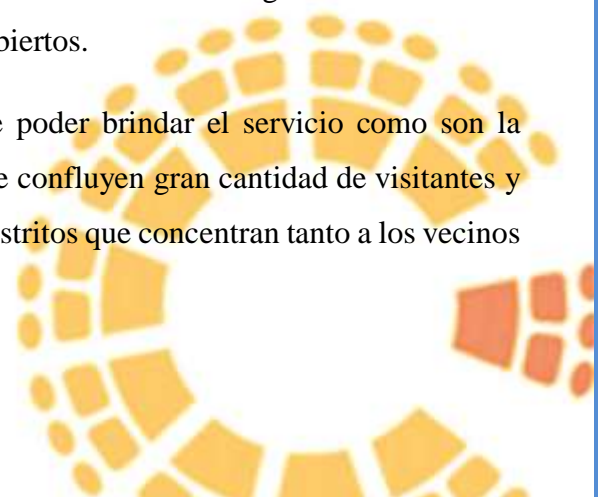 biertos.
e poder brindar el servicio como son la
e confluyen gran cantidad de visitantes y
stritos que concentran tanto a los vecinos